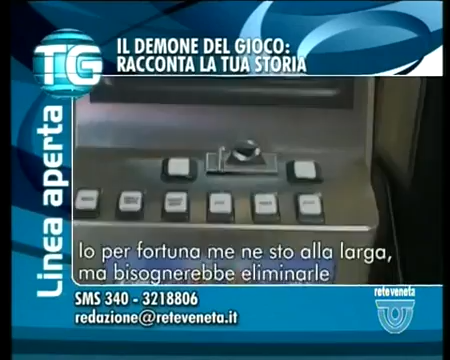 TG
Linea aperta
IL DEMONE DEL GIOCO:
RACCONTA LA TUA STORIA
Io per fortuna me ne sto alla larga,
ma bisognerebbe eliminarle
SMS 340 - 3218806
redazione@reteveneta.it
reteveneta